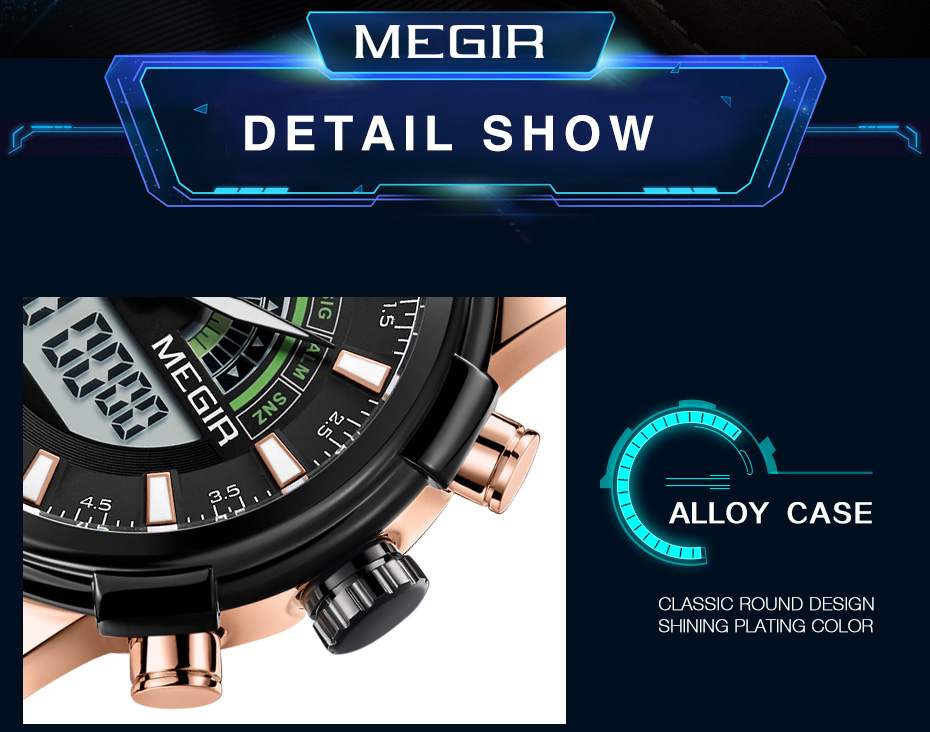 MEGIR
DETAIL SHOW
1.5
SIG
ALM
SNZ
MEGIR
2.5
3.5
4.5
ALLOY CASE
CLASSIC ROUND DESIGN
SHINING PLATING COLOR